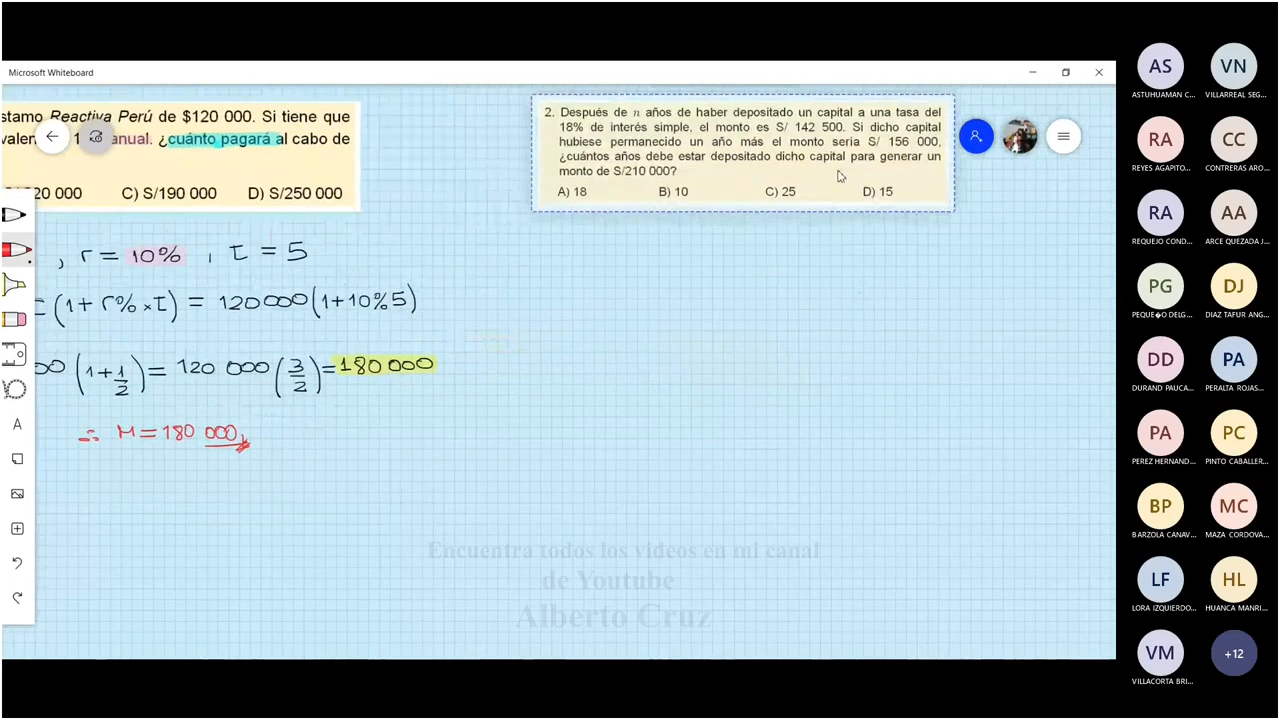 Microsoft Whiteboard
stamo Reactiva Perú de $120 000. Si tiene que
valen 1 anual. ¿cuánto pagará al cabo de
20 000 C) S/190 000 D) S/250 000
2. Después de n años de haber depositado un capital a una tasa del
18% de interés simple, el monto es S/ 142 500. Si dicho capital
hubiese permanecido un año más el monto sería S/ 156 000,
¿cuántos años debe estar depositado dicho capital para generar un
monto de S/210 000?
A) 18 B) 10 C) 25 D) 15
, r = 10% , t = 5
= (1 + r% × t) = 120 000 (1 + 10% 5)
00 (1 + 1/2) = 120 000 (3/2) = 180 000
∴ M = 180 000,
A
Encuentra todos los videos en mi canal
de Youtube
Alberto Cruz
AS VN
ASTUHUAMAN C... VILLARREAL SEG...
RA CC
REYES AGAPITO... CONTRERAS ARO...
RA AA
REQUEJO COND... ARCE QUEZADA J...
PG DJ
PEQUE�O DELG... DIAZ TAFUR ANG...
DD PA
DURAND PAUCA... PERALTA ROJAS...
PA PC
PEREZ HERNAND... PINTO CABALLER...
BP MC
BARZOLA CANAV... MAZA CORDOVA...
LF HL
LORA IZQUIERDO... HUANCA MANRI...
VM +12
VILLACORTA BRI...